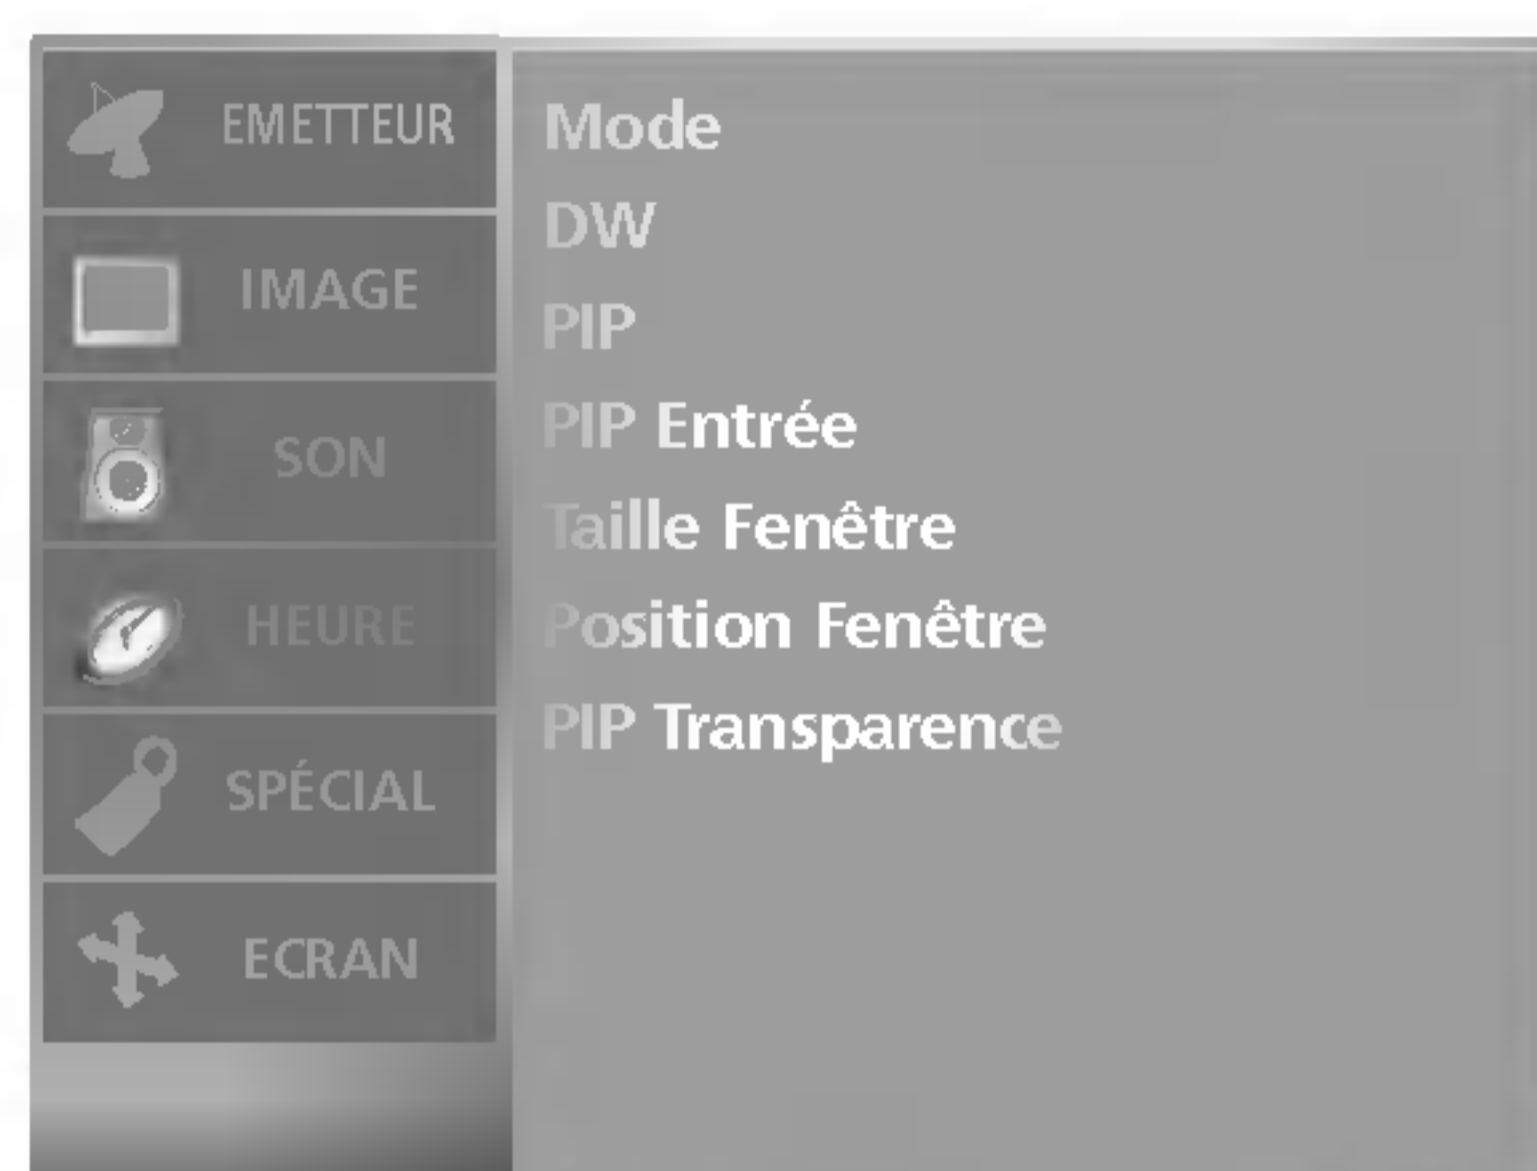 EMETTEUR
IMAGE
SON
HEURE
SPÉCIAL
ECRAN
Mode
DW
PIP
PIP Entrée
Taille Fenêtre
Position Fenêtre
PIP Transparence